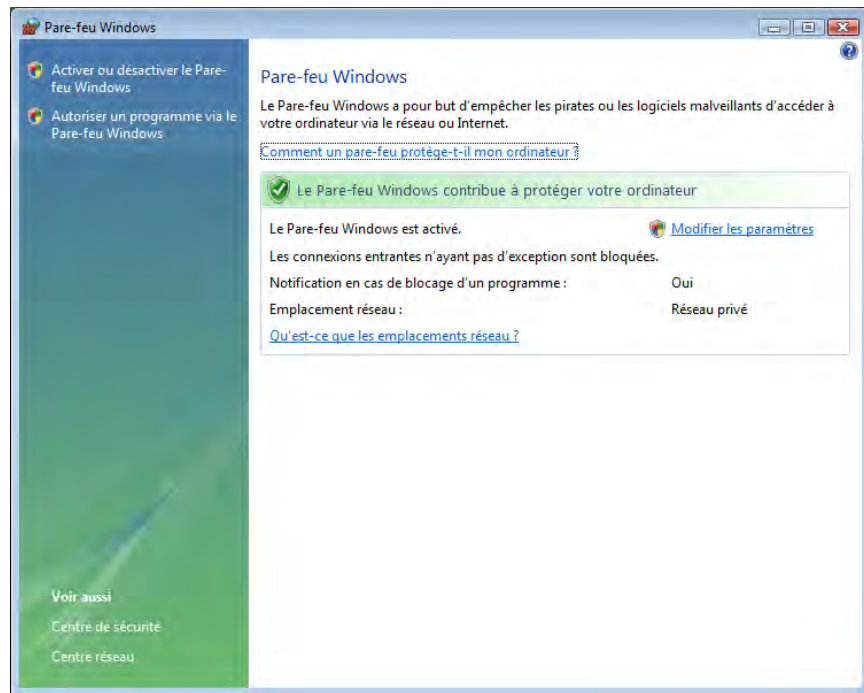 Pare-feu Windows
Activer ou désactiver le Pare-
feu Windows
Autoriser un programme via le
Pare-feu Windows
Pare-feu Windows
Le Pare-feu Windows a pour but d'empêcher les pirates ou les logiciels malveillants d'accéder à
votre ordinateur via le réseau ou Internet.
Comment un pare-feu protège-t-il mon ordinateur ?
Le Pare-feu Windows contribue à protéger votre ordinateur
Le Pare-feu Windows est activé.
Modifier les paramètres
Les connexions entrantes n'ayant pas d'exception sont bloquées.
Notification en cas de blocage d'un programme : Oui
Emplacement réseau : Réseau privé
Qu'est-ce que les emplacements réseau ?
Voir aussi
Centre de sécurité
Centre réseau